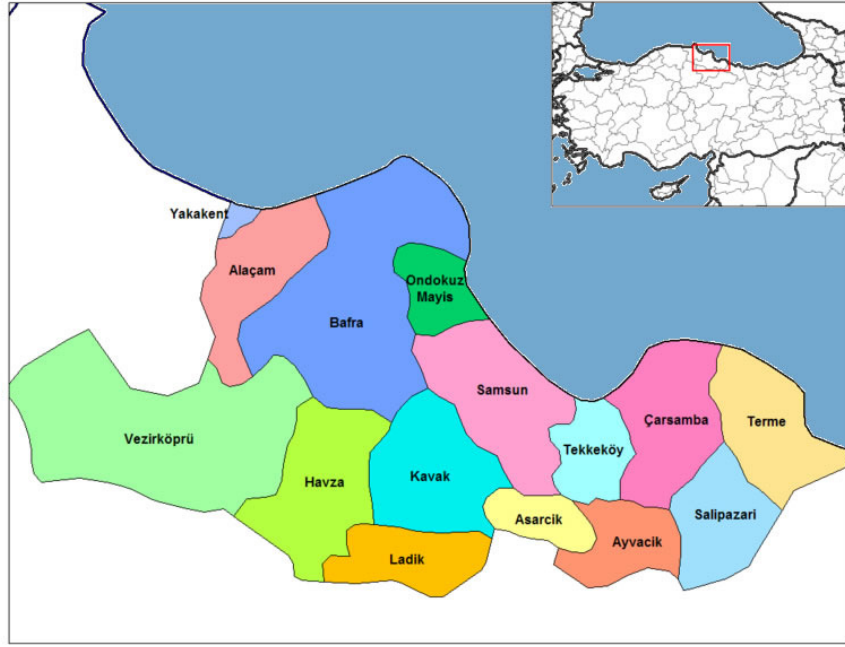 Yakakent
Alaçam
Ondokuz
Mayis
Bafra
Samsun
Çarsamba
Terme
Vezirköprü
Tekkeköy
Havza
Kavak
Salipazari
Asarcik
Ayvacik
Ladik